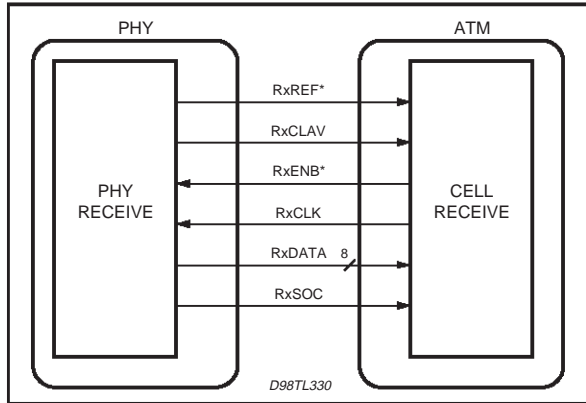 PHY
ATM
RxREF*
RxCLAV
RxENB*
PHY
RECEIVE
CELL
RECEIVE
RxCLK
RxDATA 8
RxSOC
D98TL330